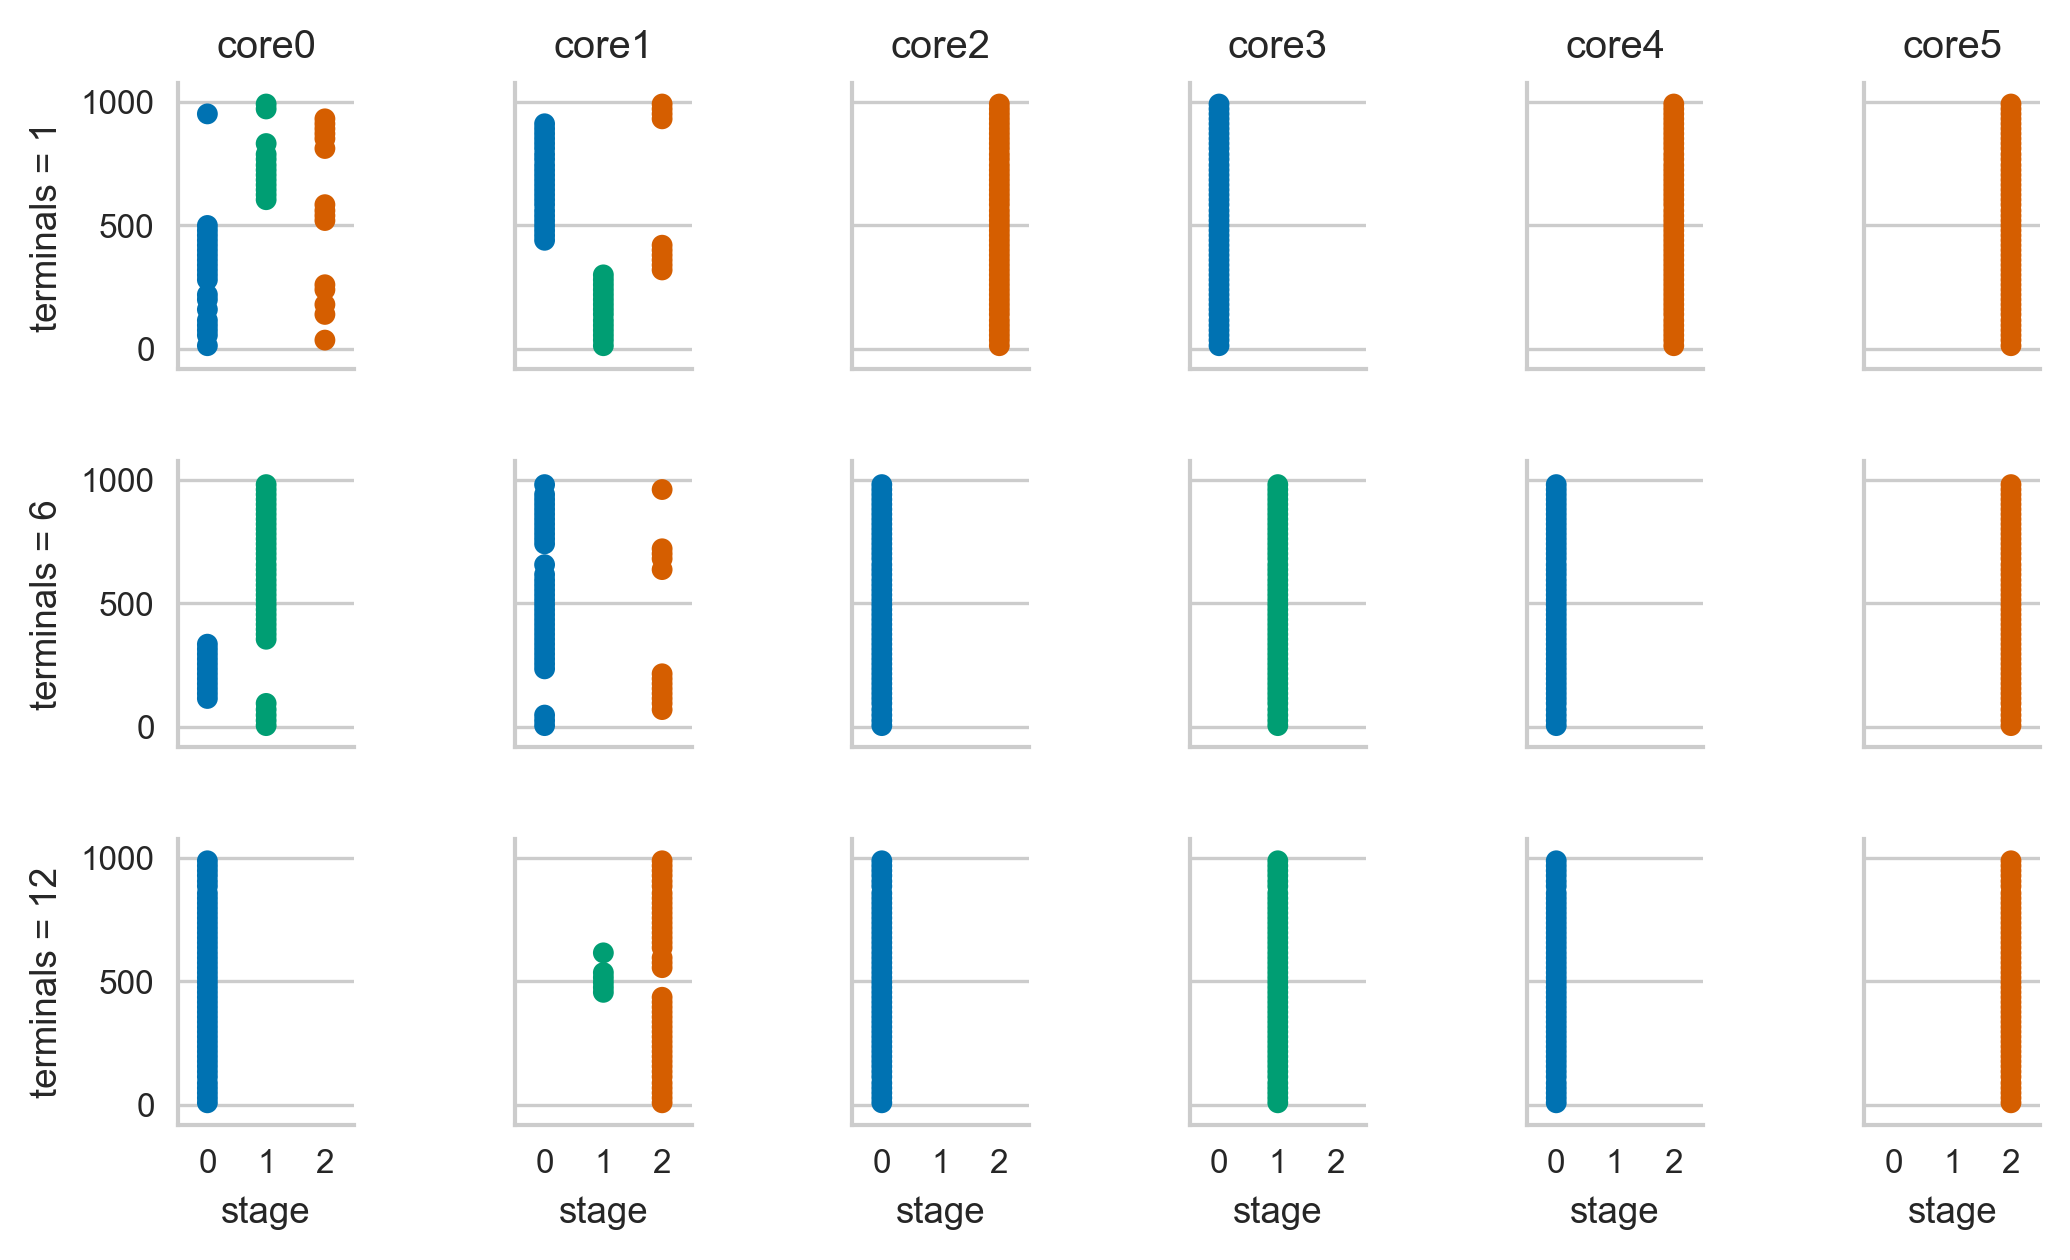 core0 core1 core2 core3 core4 core5
terminals = 1
1000
500
0
terminals = 6
1000
500
0
terminals = 12
1000
500
0
0 1 2 0 1 2 0 1 2 0 1 2 0 1 2 0 1 2
stage stage stage stage stage stage